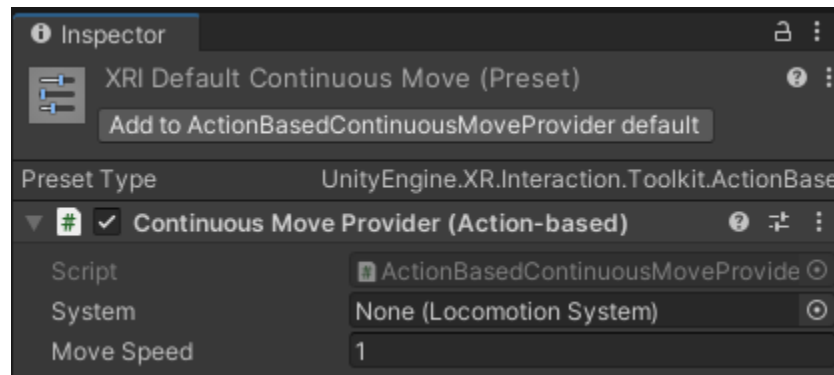 Inspector
XRI Default Continuous Move (Preset)
Add to ActionBasedContinuousMoveProvider default
Preset Type UnityEngine.XR.Interaction.Toolkit.ActionBase
# Continuous Move Provider (Action-based)
Script # ActionBasedContinuousMoveProvide
System None (Locomotion System)
Move Speed 1